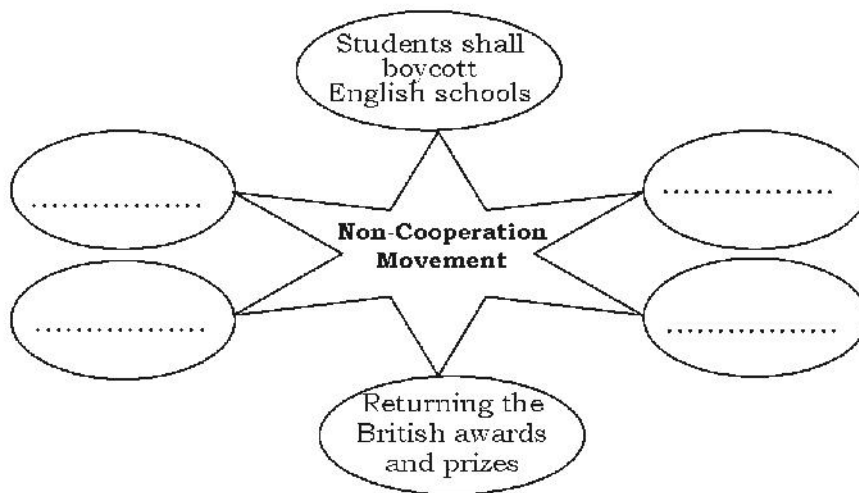 Students shall
boycott
English schools
....................
....................
Non-Cooperation
Movement
....................
....................
Returning the
British awards
and prizes